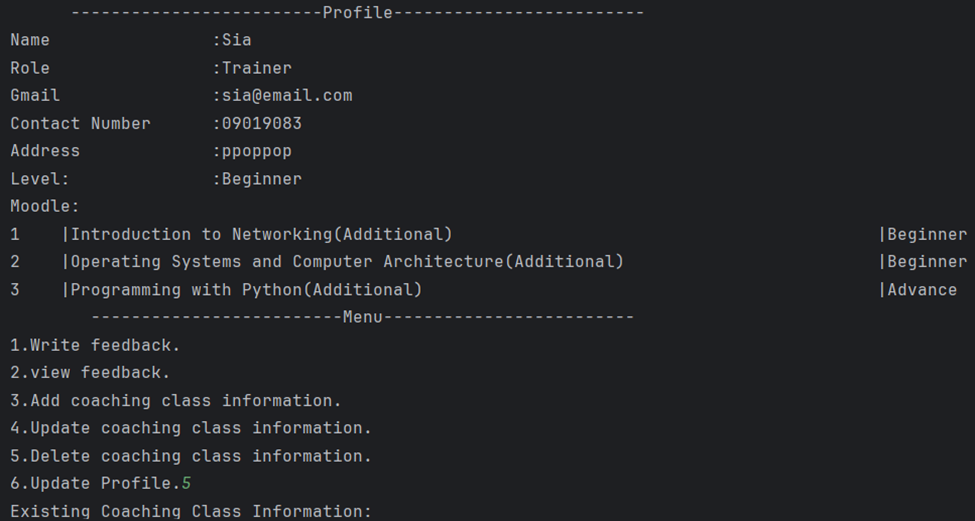 -------------------------Profile-------------------------
Name :Sia
Role :Trainer
Gmail :sia@email.com
Contact Number :09019083
Address :ppoppop
Level: :Beginner
Moodle:
1 |Introduction to Networking(Additional) |Beginner
2 |Operating Systems and Computer Architecture(Additional) |Beginner
3 |Programming with Python(Additional) |Advance
-------------------------Menu-------------------------
1.Write feedback.
2.view feedback.
3.Add coaching class information.
4.Update coaching class Information.
5.Delete coaching class information.
6.Update Profile.5
Existing Coaching Class Information: